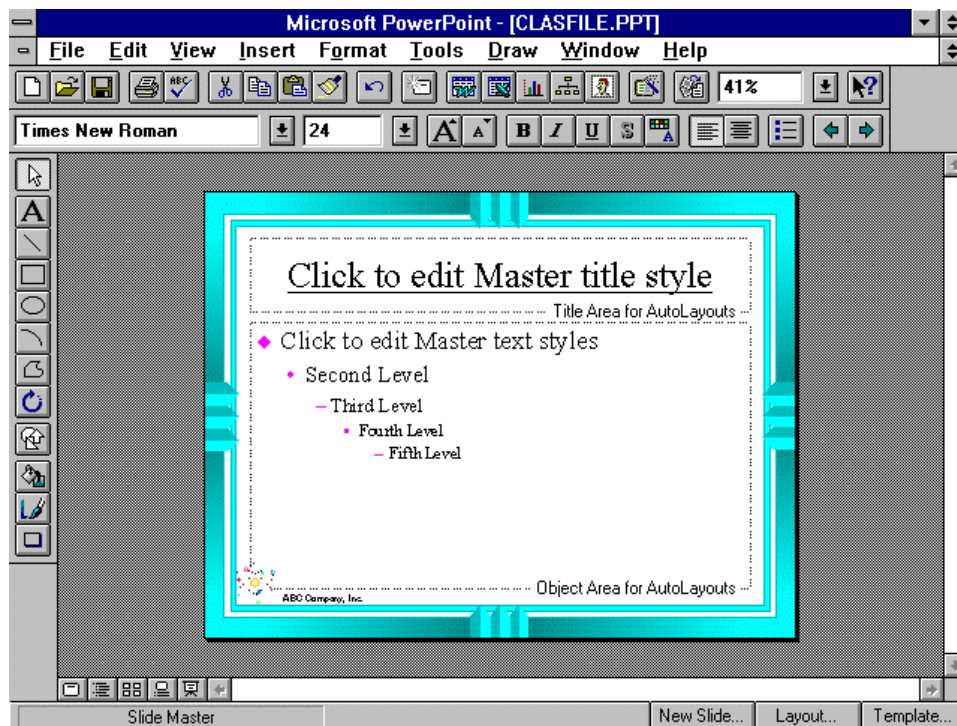 Microsoft PowerPoint - [CLASFILE.PPT]
File Edit View Insert Format Tools Draw Window Help
ABC 41% ?
Times New Roman 24 A A B I U S A
A
Click to edit Master title style
Title Area for AutoLayouts
Click to edit Master text styles
Second Level
Third Level
Fourth Level
Fifth Level
Object Area for AutoLayouts
ABC Company, Inc.
Slide Master New Slide... Layout... Template...